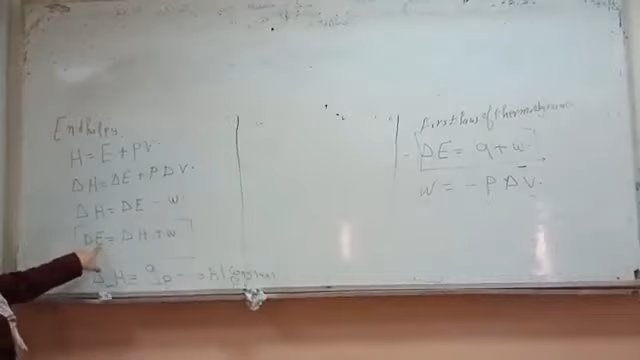 Enthalpy
H = E + PV
ΔH = ΔE + PΔV
ΔH = ΔE - W
ΔE = ΔH + W
ΔH = qp
first law of thermodynamics
ΔE = q + w
W = - PΔV